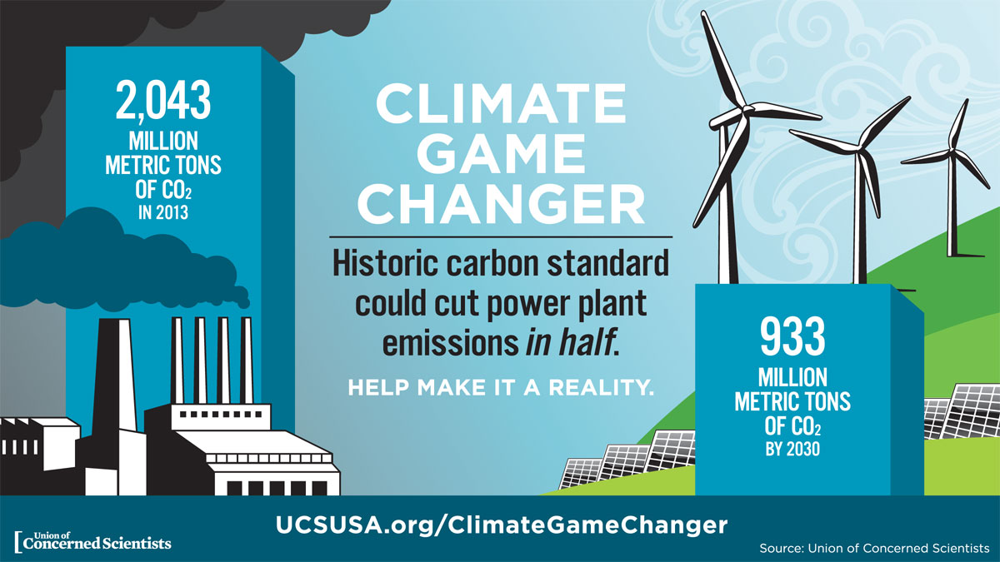 2,043
MILLION
METRIC TONS
OF CO₂
IN 2013
CLIMATE
GAME
CHANGER
Historic carbon standard
could cut power plant
emissions in half.
HELP MAKE IT A REALITY.
933
MILLION
METRIC TONS
OF CO₂
BY 2030
UCSUSA.org/ClimateGameChanger
Union of
Concerned Scientists
Source: Union of Concerned Scientists